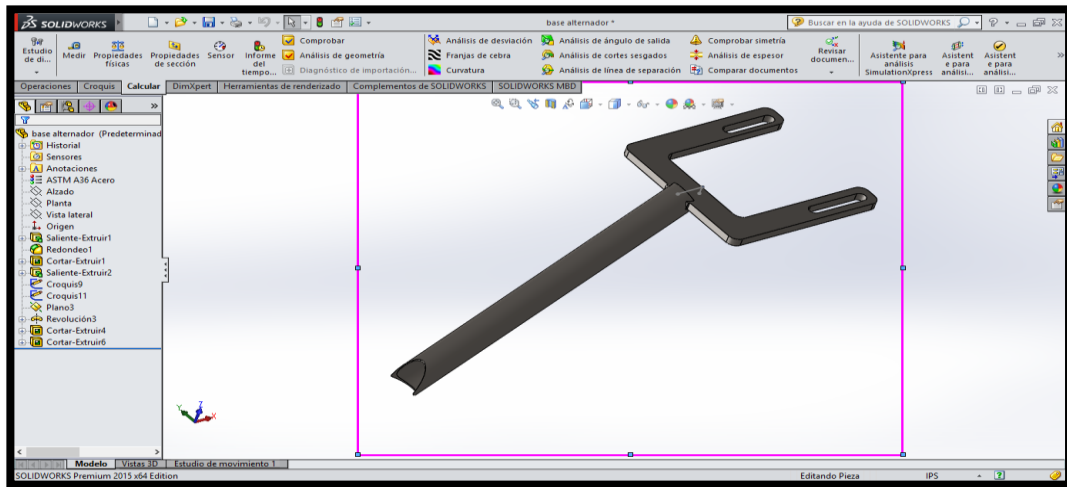 SOLIDWORKS
base alternador *
Buscar en la ayuda de SOLIDWORKS
Estudio de di...
Medir
Propiedades físicas
Propiedades de sección
Sensor
Informe del tiempo...
Comprobar
Análisis de geometría
Diagnóstico de importación...
Análisis de desviación
Franjas de cebra
Curvatura
Análisis de ángulo de salida
Análisis de cortes sesgados
Análisis de línea de separación
Comprobar simetría
Análisis de espesor
Comparar documentos
Revisar documen...
Asistente para análisis SimulationXpress
Asistent e para análisi...
Asistent e para análisi...
Operaciones Croquis Calcular DimXpert Herramientas de renderizado Complementos de SOLIDWORKS SOLIDWORKS MBD
base alternador (Predeterminad
Historial
Sensores
Anotaciones
ASTM A36 Acero
Alzado
Planta
Vista lateral
Origen
Saliente-Extruir1
Redondeo1
Cortar-Extruir1
Saliente-Extruir2
Croquis9
Croquis11
Plano3
Revolución3
Cortar-Extruir4
Cortar-Extruir6
Y Z X
Modelo Vistas 3D Estudio de movimiento 1
SOLIDWORKS Premium 2015 x64 Edition
Editando Pieza
IPS